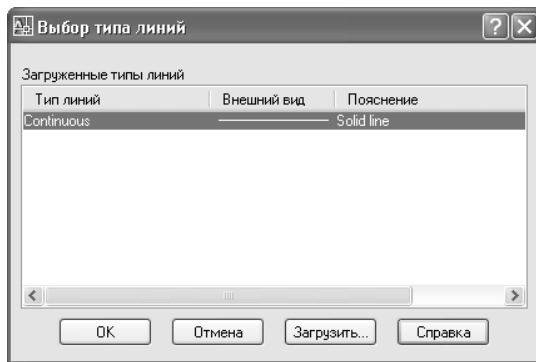 Выбор типа линий
Загруженные типы линий
Тип линий Внешний вид Пояснение
Continuous Solid line
OK Отмена Загрузить... Справка